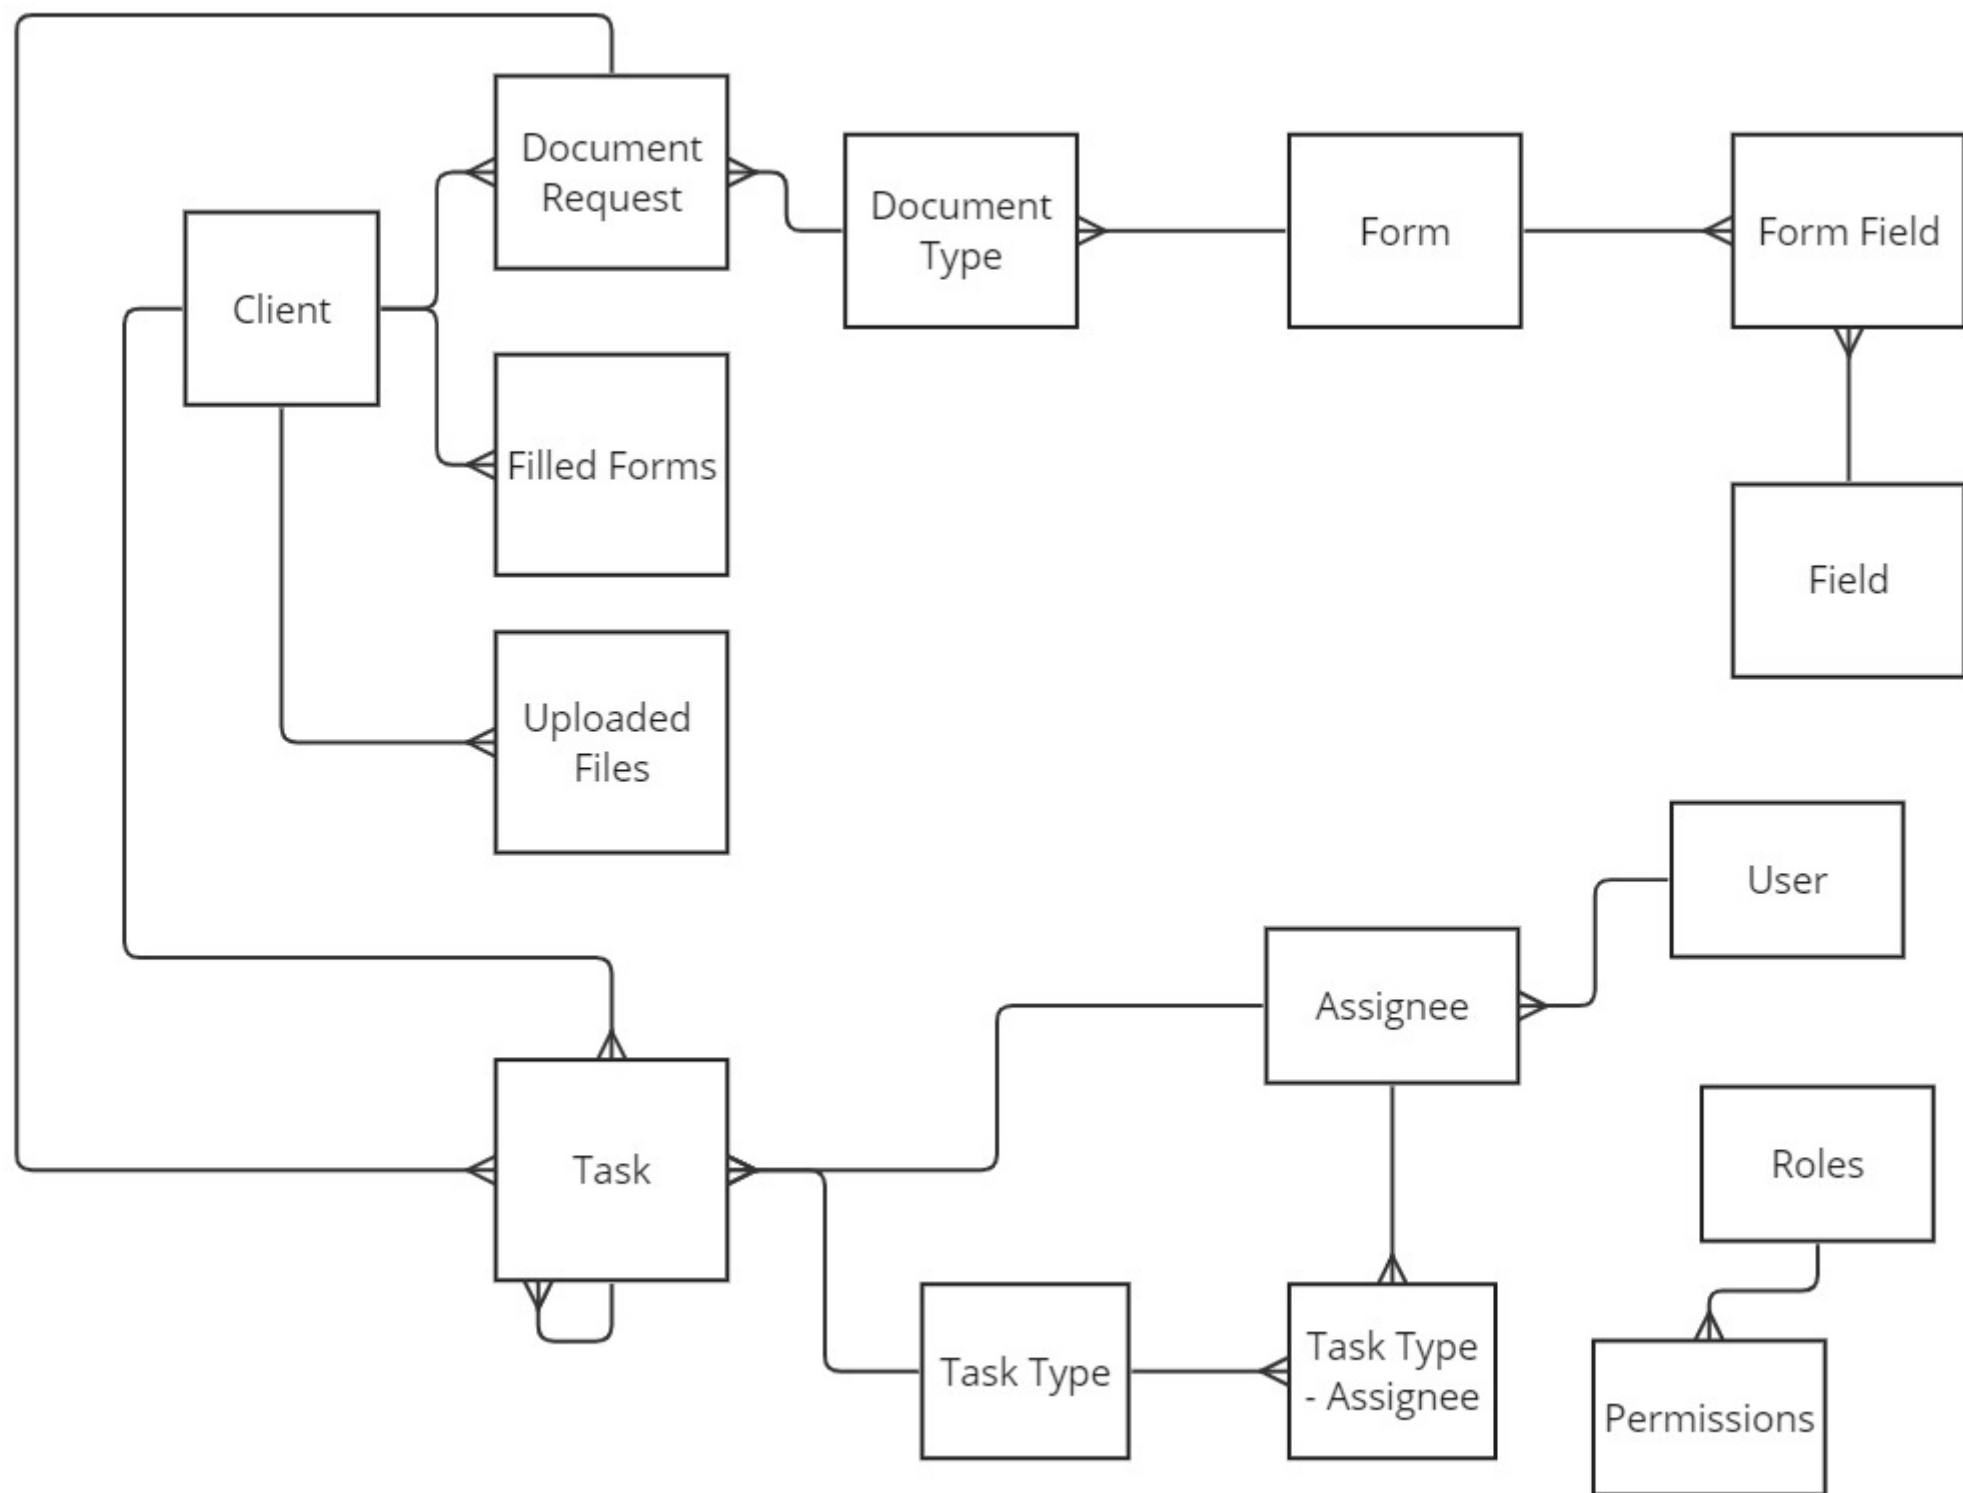 Document
Request
Document
Type
Form
Form Field
Client
Filled Forms
Field
Uploaded
Files
User
Assignee
Task
Roles
Task Type
Task Type
- Assignee
Permissions